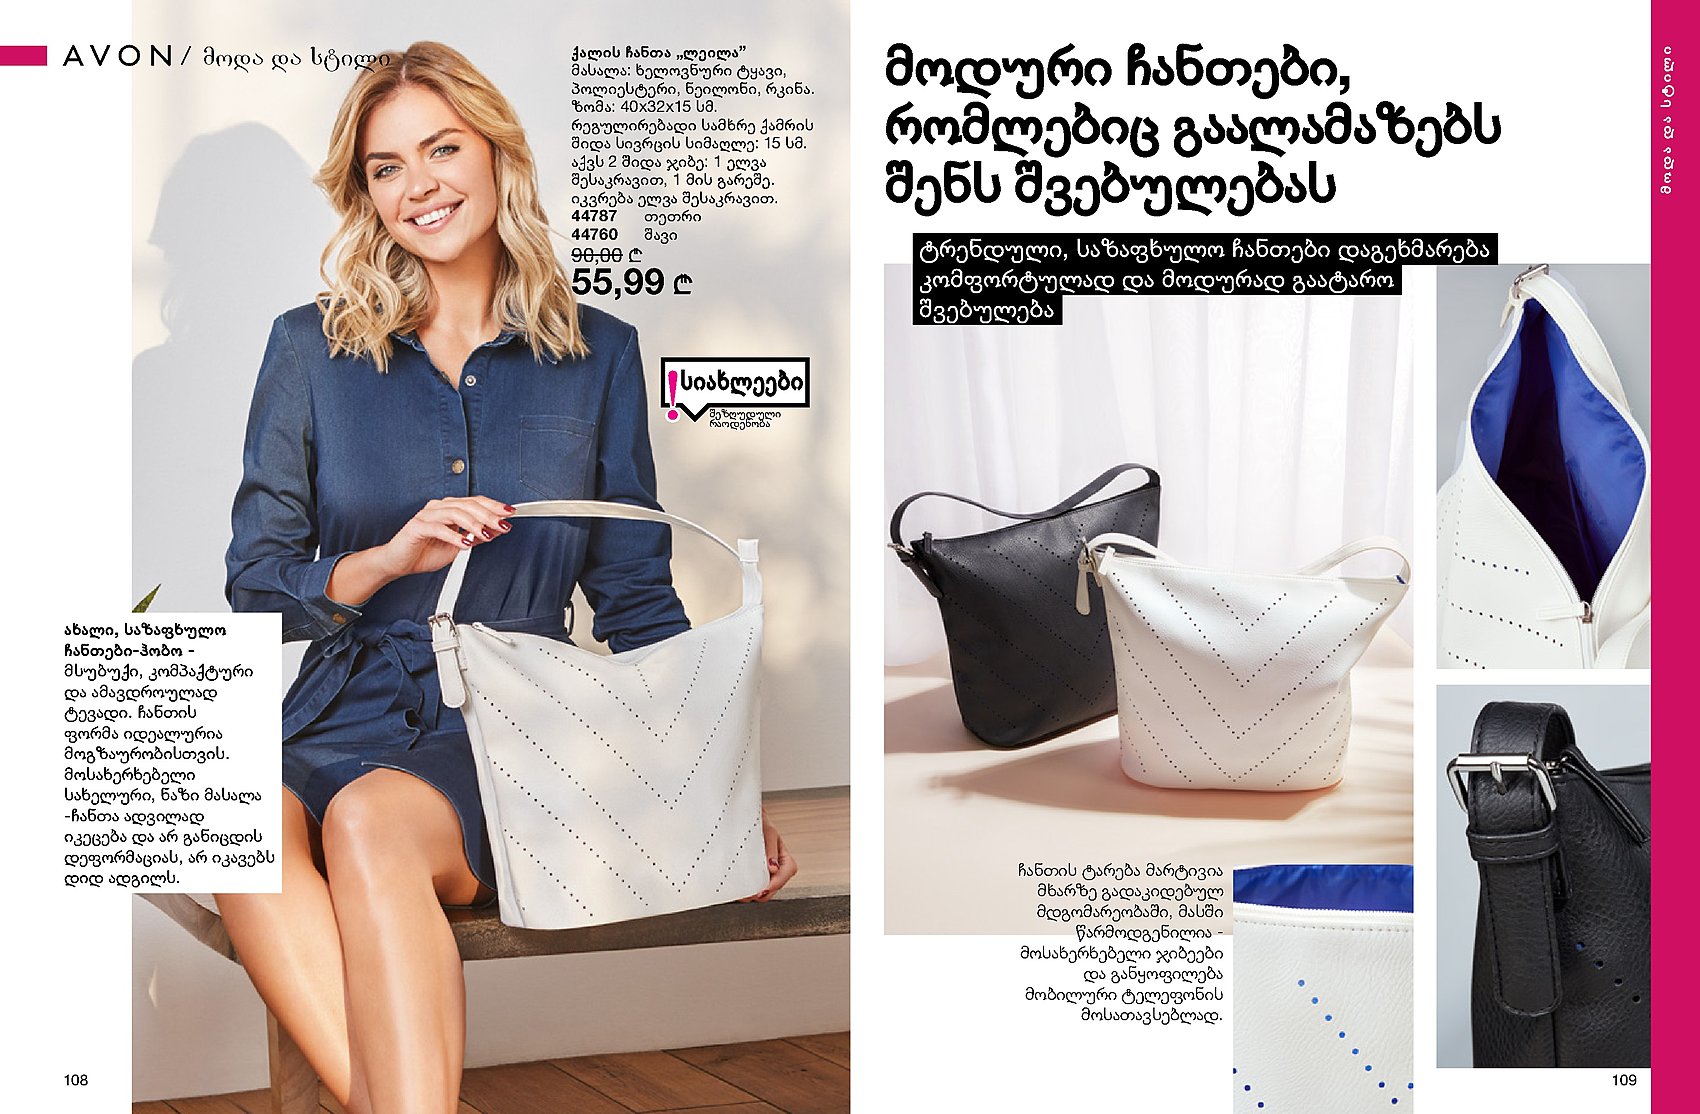 AVON / მოდა და სტილი
ქალის ჩანთა „ლეილა”
მასალა: ხელოვნური ტყავი,
პოლიესტერი, ნეილონი, რკინა.
ზომა: 40x32x15 სმ.
რეგულირებადი სამხრე ქამრის
შიდა სივრცის სიმაღლე: 15 სმ.
აქვს 2 შიდა ჯიბე: 1 ელვა
შესაკრავით, 1 მის გარეშე.
იკვრება ელვა შესაკრავით.
44787 თეთრი
44760 შავი
90,00 ₾
55,99 ₾
სიახლეები
შეზღუდული
რაოდენობა
ახალი, საზაფხულო
ჩანთები-ჰობო -
მსუბუქი, კომპაქტური
და ამავდროულად
ტევადი. ჩანთის
ფორმა იდეალურია
მოგზაურობისთვის.
მოსახერხებელი
სახელური, ნაზი მასალა
-ჩანთა ადვილად
იკეცება და არ განიცდის
დეფორმაციას, არ იკავებს
დიდ ადგილს.
108
მოდური ჩანთები,
რომლებიც გაალამაზებს
შენს შვებულებას
ტრენდული, საზაფხულო ჩანთები დაგეხმარება
კომფორტულად და მოდურად გაატარო
შვებულება
ჩანთის ტარება მარტივია
მხარზე გადაკიდებულ
მდგომარეობაში, მასში
წარმოდგენილია -
მოსახერხებელი ჯიბეები
და განყოფილება
მობილური ტელეფონის
მოსათავსებლად.
მოდა და სტილი
109